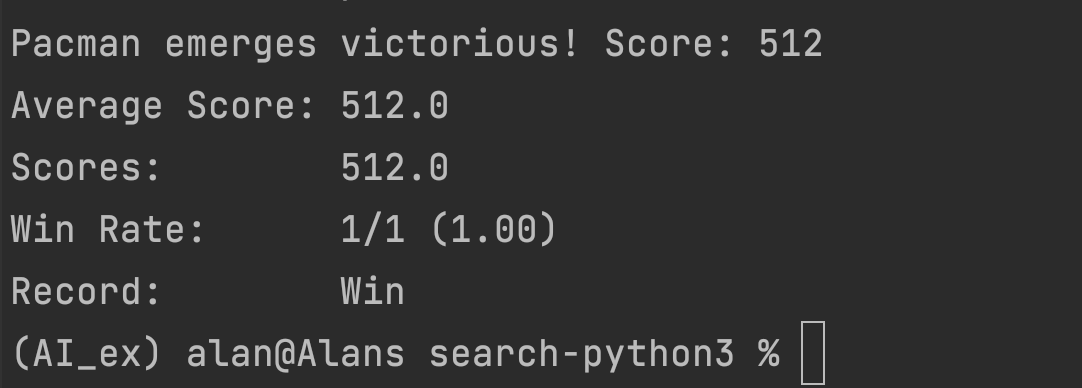 Pacman emerges victorious! Score: 512
Average Score: 512.0
Scores:        512.0
Win Rate:      1/1 (1.00)
Record:        Win
(AI_ex) alan@Alans search-python3 %